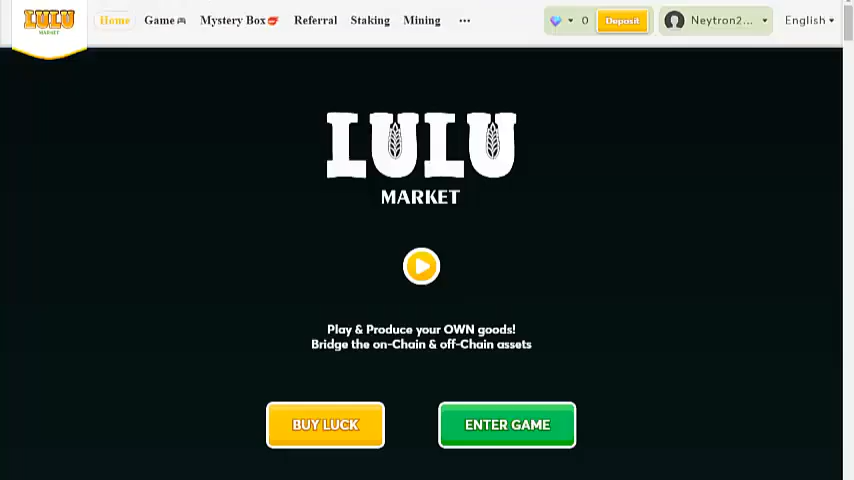 LULU
MARKET
Home Game Mystery Box Referral Staking Mining ... 0 Deposit Neytron2... English
LULU
MARKET
Play & Produce your OWN goods!
Bridge the on-Chain & off-Chain assets
BUY LUCK ENTER GAME